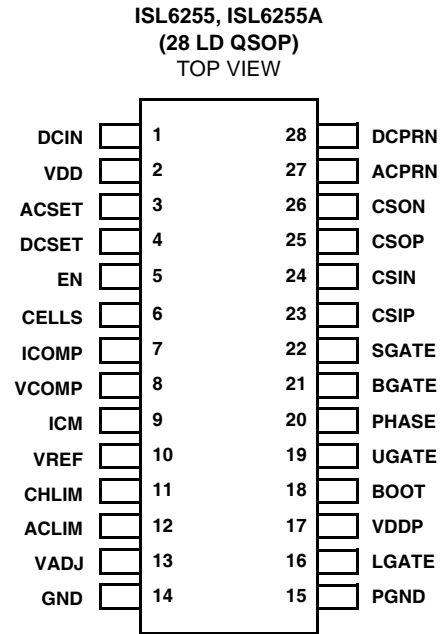 ISL6255, ISL6255A
(28 LD QSOP)
TOP VIEW
DCIN 1 28 DCPRN
VDD 2 27 ACPRN
ACSET 3 26 CSON
DCSET 4 25 CSOP
EN 5 24 CSIN
CELLS 6 23 CSIP
ICOMP 7 22 SGATE
VCOMP 8 21 BGATE
ICM 9 20 PHASE
VREF 10 19 UGATE
CHLIM 11 18 BOOT
ACLIM 12 17 VDDP
VADJ 13 16 LGATE
GND 14 15 PGND